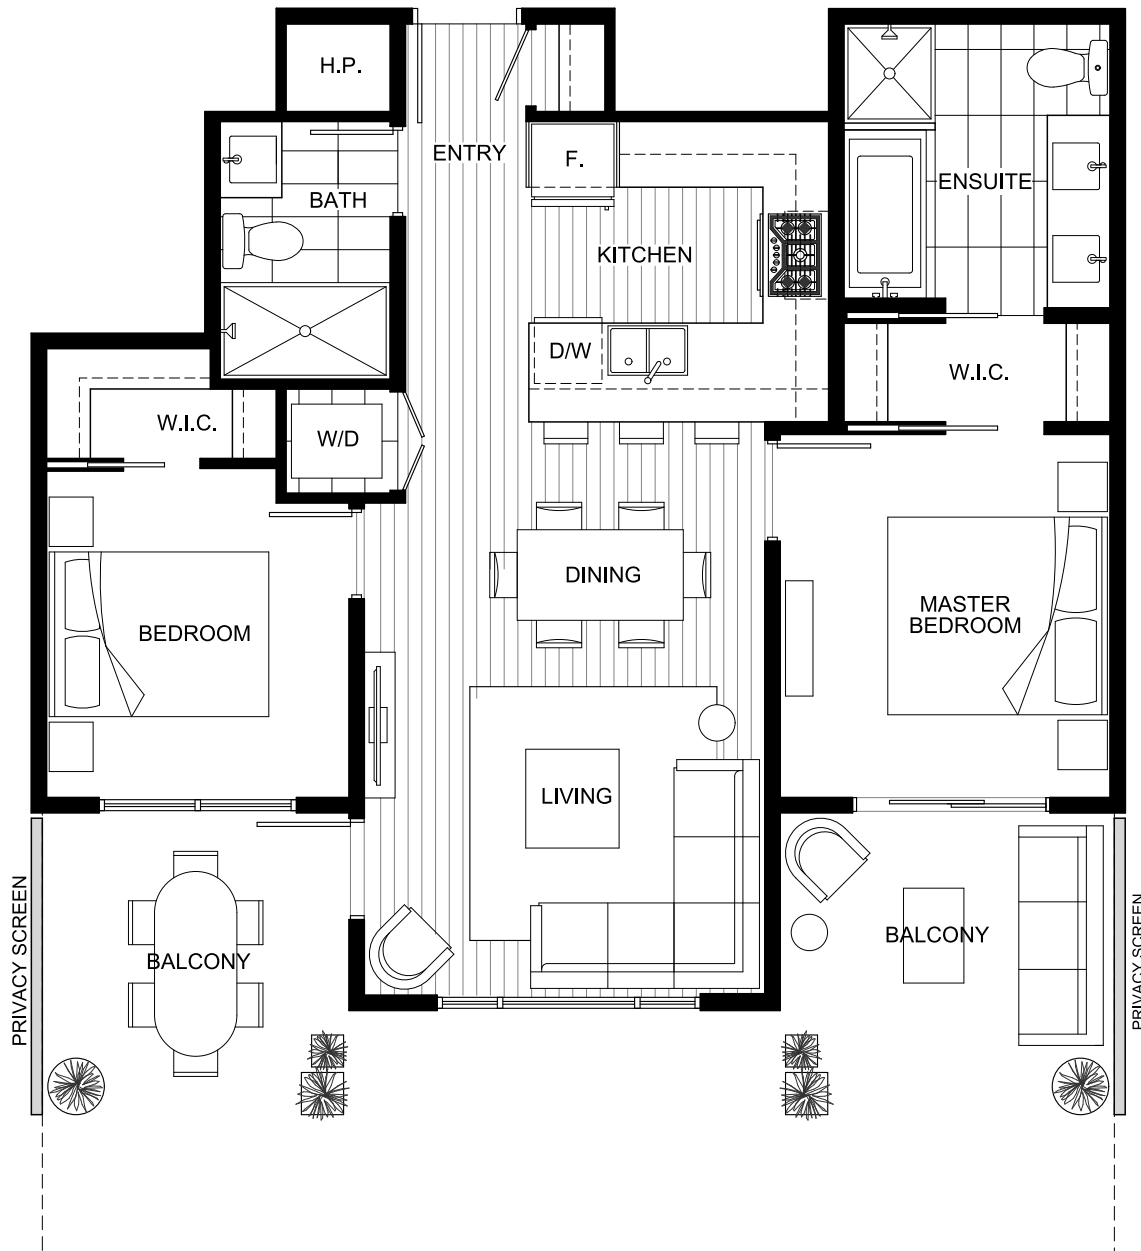 H.P.
ENTRY
F.
BATH
ENSUITE
KITCHEN
D/W
W.I.C.
W.I.C.
W/D
DINING
BEDROOM
MASTER
BEDROOM
LIVING
PRIVACY SCREEN
BALCONY
BALCONY
PRIVACY SCREEN